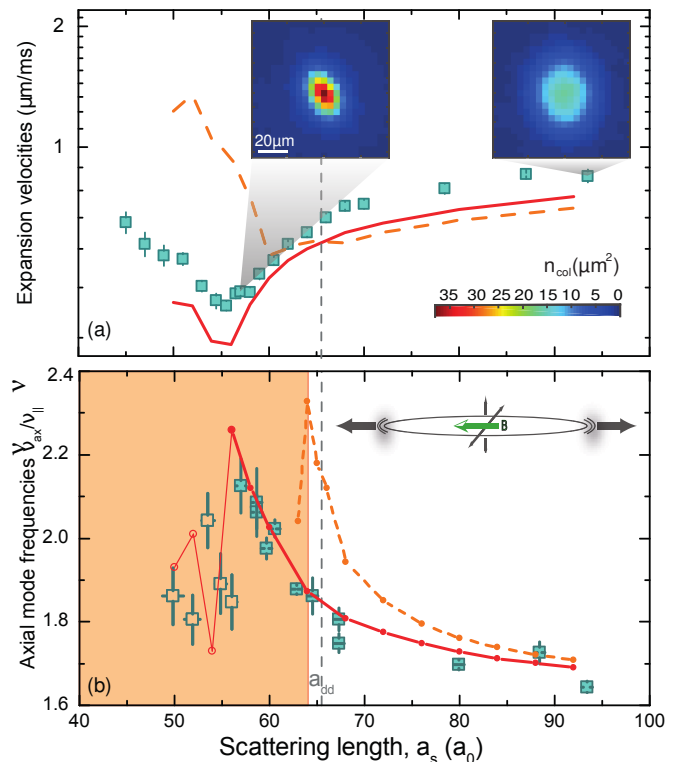 2
1
Expansion velocities (µm/ms)
20µm
n_col(µm²)
35 30 25 20 15 10 5 0
(a)
2.4
2.2
2.0
1.8
1.6
Axial mode frequencies ν_ax/ν_|| ν
B
(b)
a_dd
40 50 60 70 80 90 100
Scattering length, a_s (a_0)